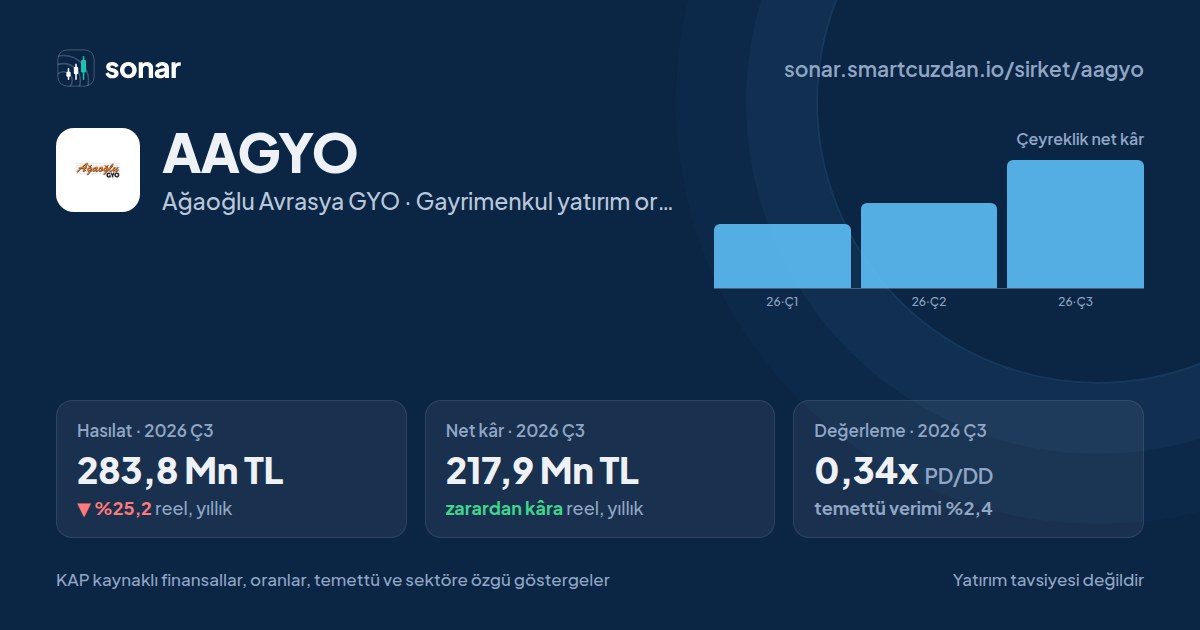 sonar
sonar.smartcuzdan.io/sirket/aagyo
Ağaoğlu
GYO
AAGYO
Ağaoğlu Avrasya GYO · Gayrimenkul yatırım or...
Çeyreklik net kâr
26-Ç1 26-Ç2 26-Ç3
Hasılat · 2026 Ç3
283,8 Mn TL
▼ %25,2 reel, yıllık
Net kâr · 2026 Ç3
217,9 Mn TL
zarardan kâra reel, yıllık
Değerleme · 2026 Ç3
0,34x PD/DD
temettü verimi %2,4
KAP kaynaklı finansallar, oranlar, temettü ve sektöre özgü göstergeler
Yatırım tavsiyesi değildir